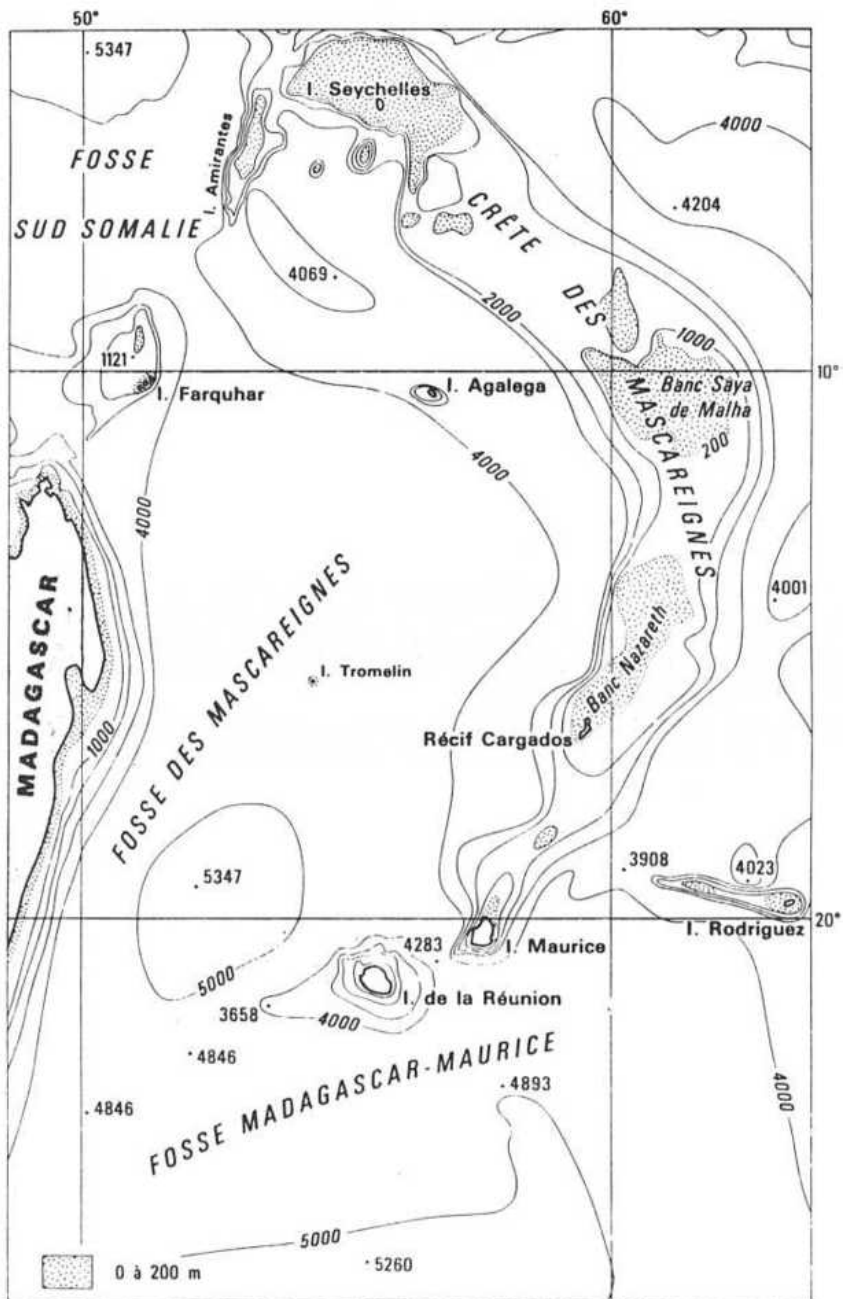 50°
60°
5347
I. Seychelles
4000
FOSSE
I. Amirantes
SUD SOMALIE
4204
CRÊTE DES MASCAREIGNES
4069
2000
1000
1121
10°
I. Farquhar
I. Agalega
Banc Saya
de Malha
200
4000
4000
MADAGASCAR
4001
FOSSE DES MASCAREIGNES
I. Tromelin
Banc Nazareth
1000
Récif Cargados
5347
3908
4023
20°
I. Rodriguez
4283
I. Maurice
5000
I. de la Réunion
3658
4000
4846
FOSSE MADAGASCAR-MAURICE
4893
4846
4000
5000
5260
0 à 200 m